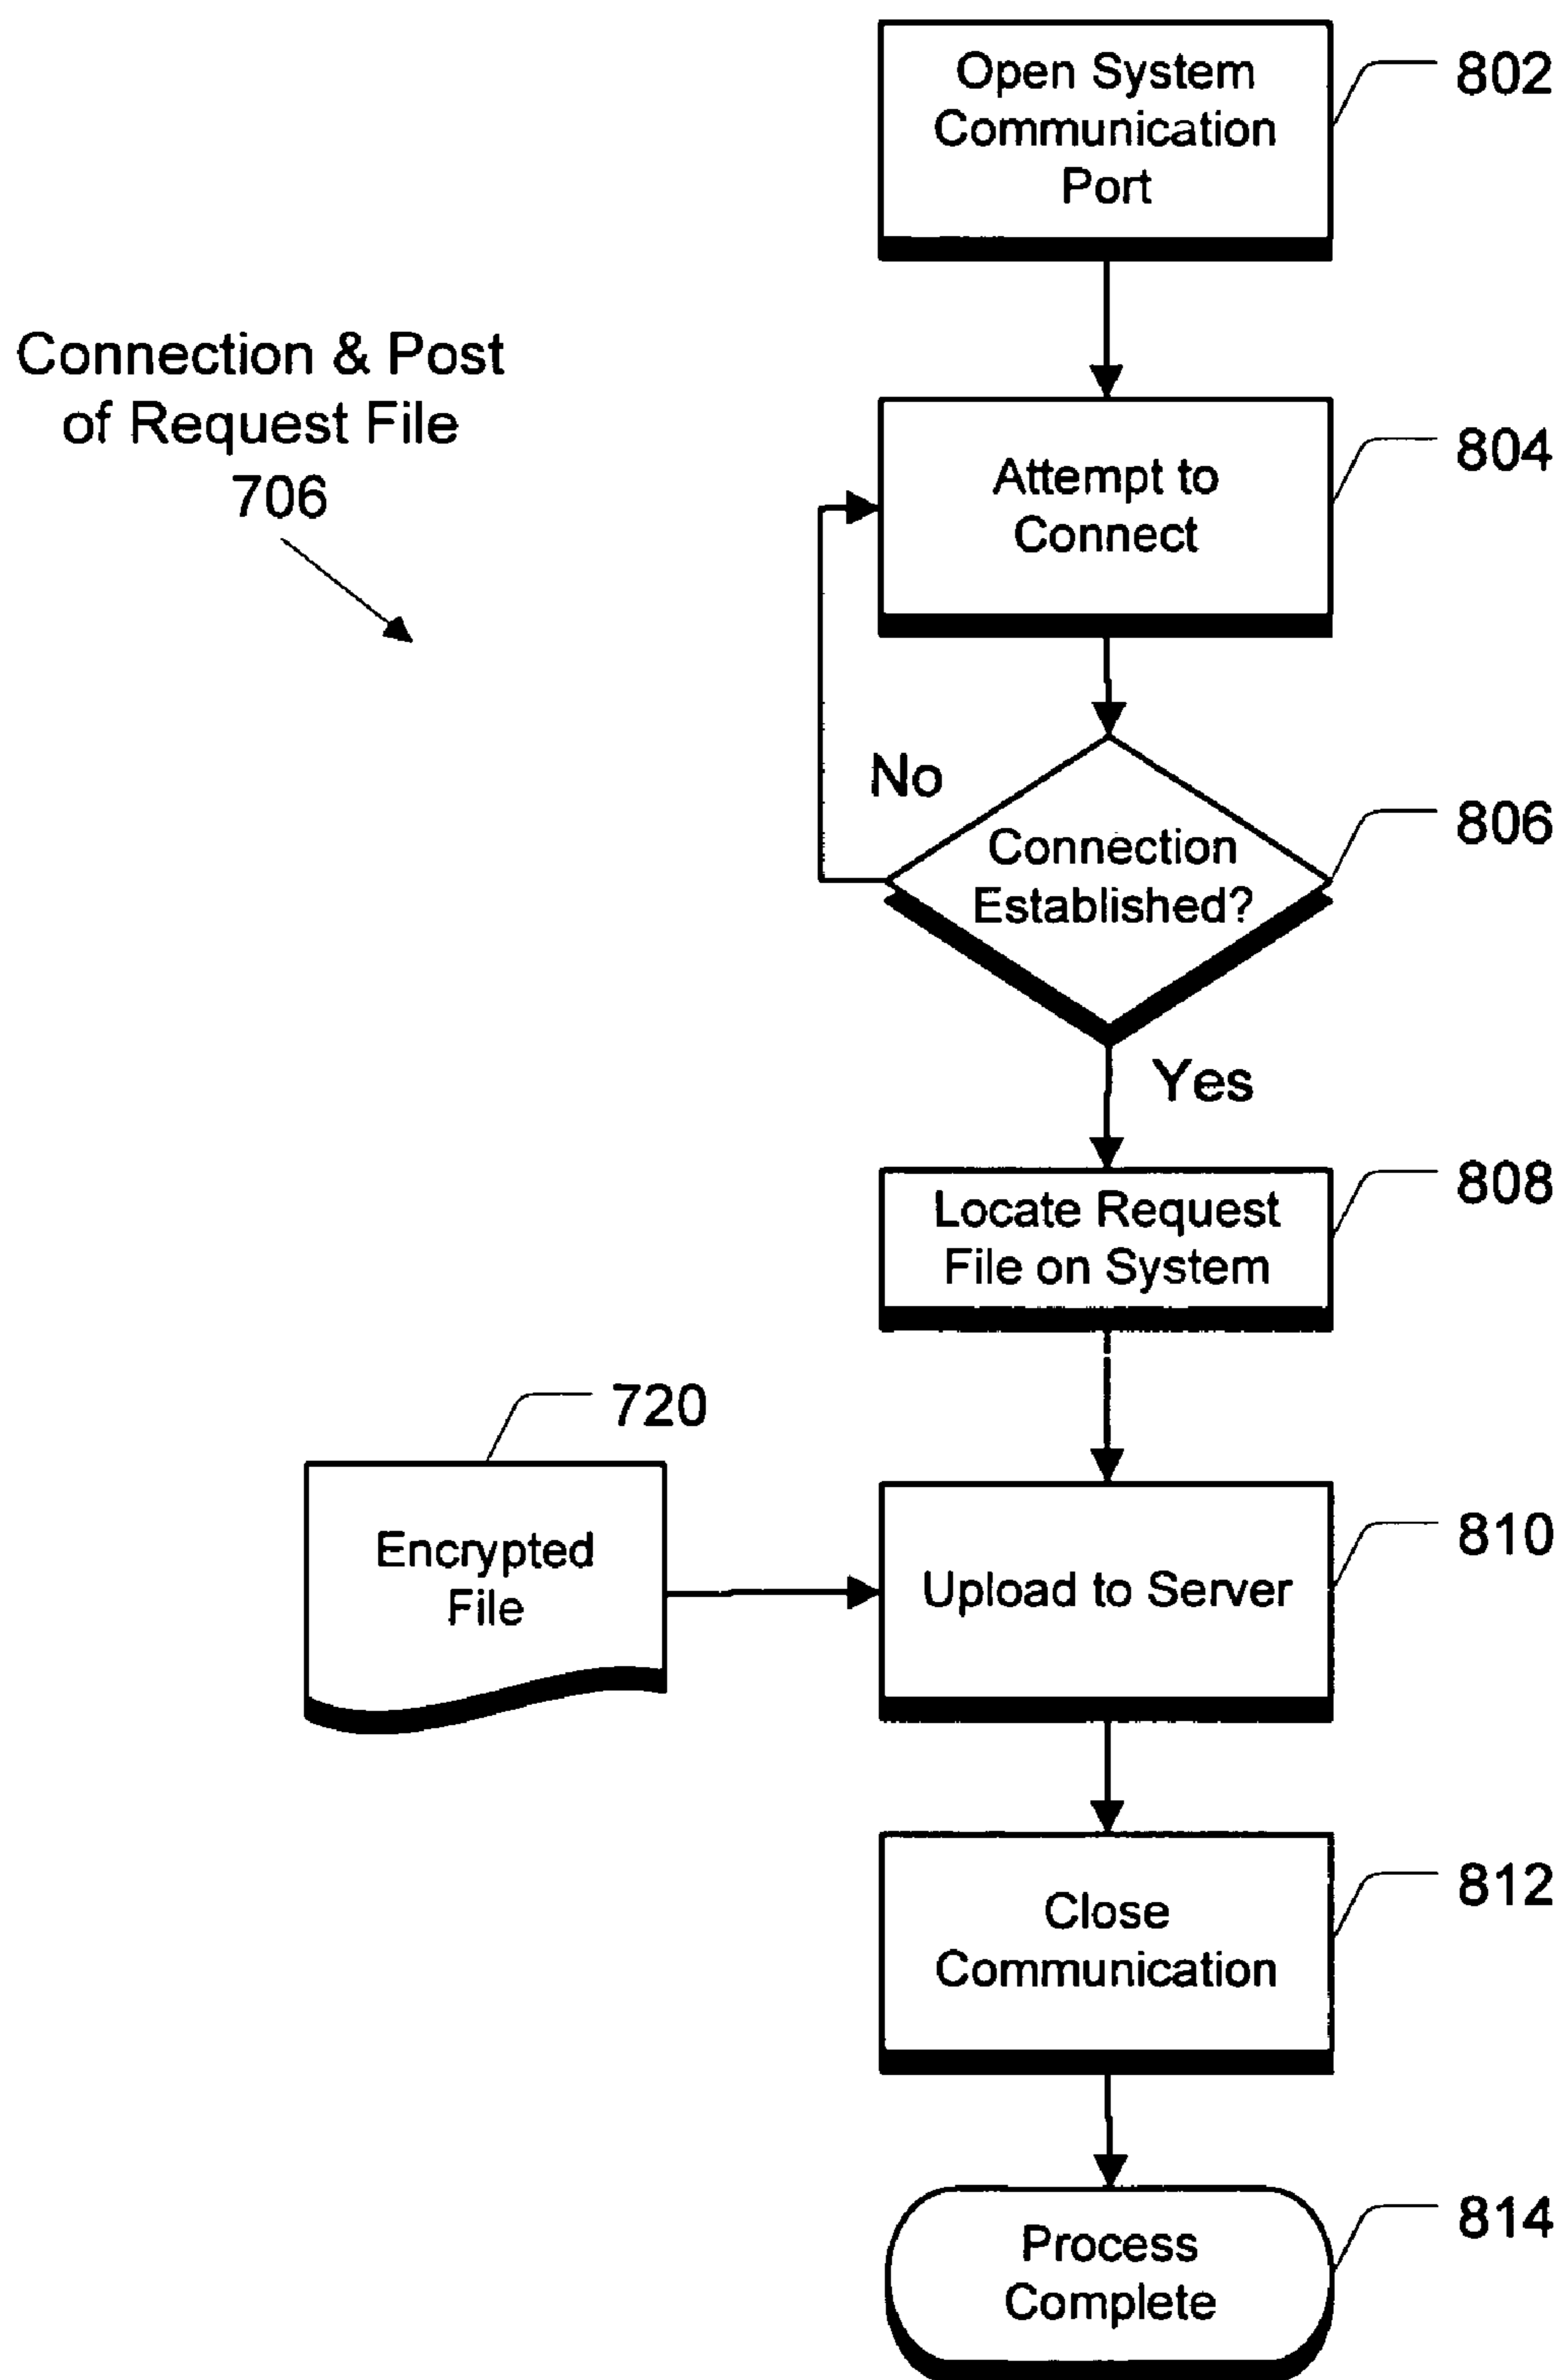 Open System
Communication
Port
802
Connection & Post
of Request File
706
Attempt to
Connect
804
No
Connection
Established?
806
Yes
Locate Request
File on System
808
720
Encrypted
File
Upload to Server
810
Close
Communication
812
Process
Complete
814